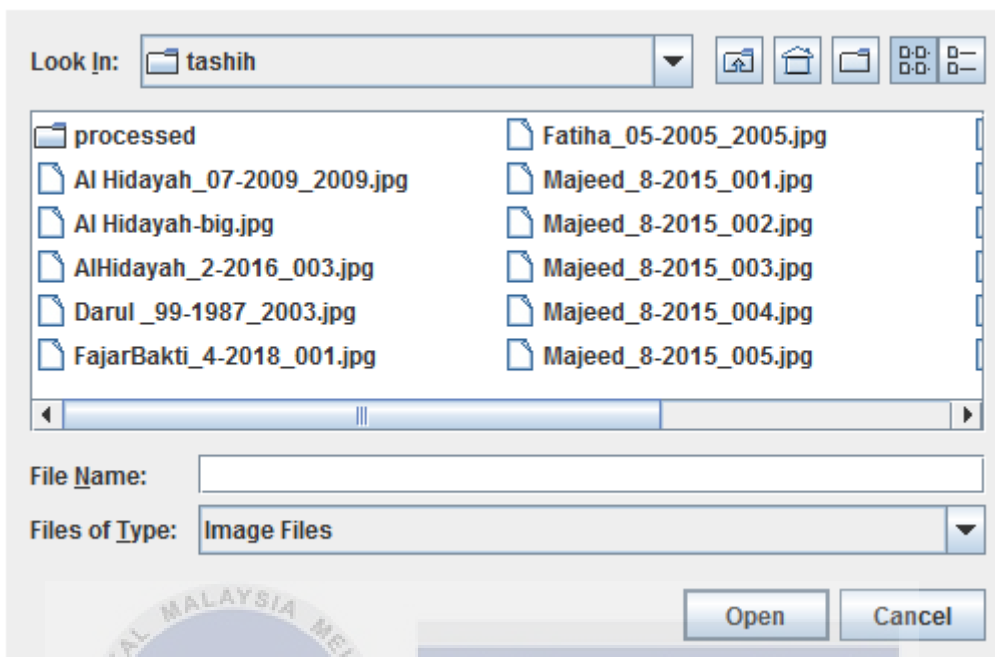 Look In: tashih
processed
Al Hidayah_07-2009_2009.jpg
Al Hidayah-big.jpg
AlHidayah_2-2016_003.jpg
Darul _99-1987_2003.jpg
FajarBakti_4-2018_001.jpg
Fatiha_05-2005_2005.jpg
Majeed_8-2015_001.jpg
Majeed_8-2015_002.jpg
Majeed_8-2015_003.jpg
Majeed_8-2015_004.jpg
Majeed_8-2015_005.jpg
File Name:
Files of Type: Image Files
MALAYSIA
Open Cancel